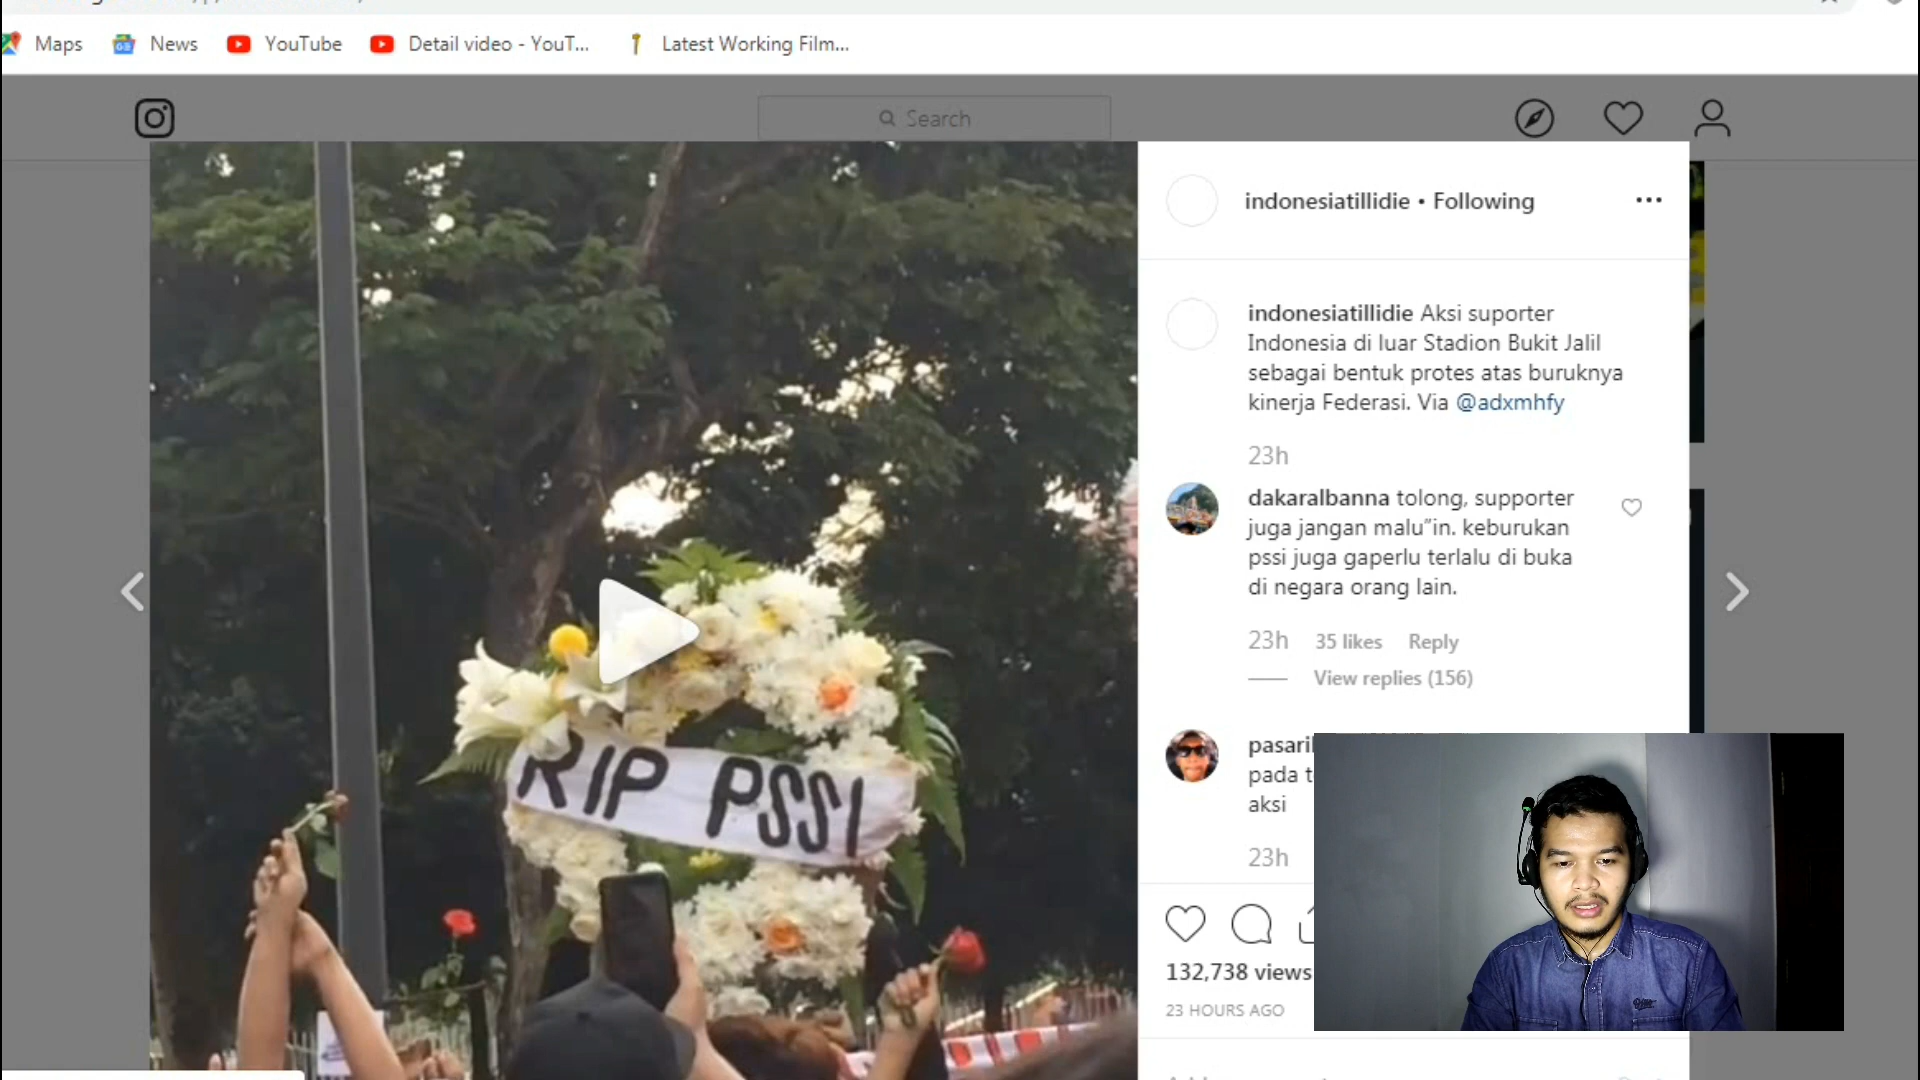 Maps
News
YouTube
Detail video - YouT...
Latest Working Film...
Search
indonesiatillidie • Following
indonesiatillidie Aksi suporter
Indonesia di luar Stadion Bukit Jalil
sebagai bentuk protes atas buruknya
kinerja Federasi. Via @adxmhfy
23h
dakaralbanna tolong, supporter
juga jangan malu"in. keburukan
pssi juga gaperlu terlalu di buka
di negara orang lain.
23h 35 likes Reply
View replies (156)
pada
aksi
23h
132,738 views
23 HOURS AGO
RIP PSSI